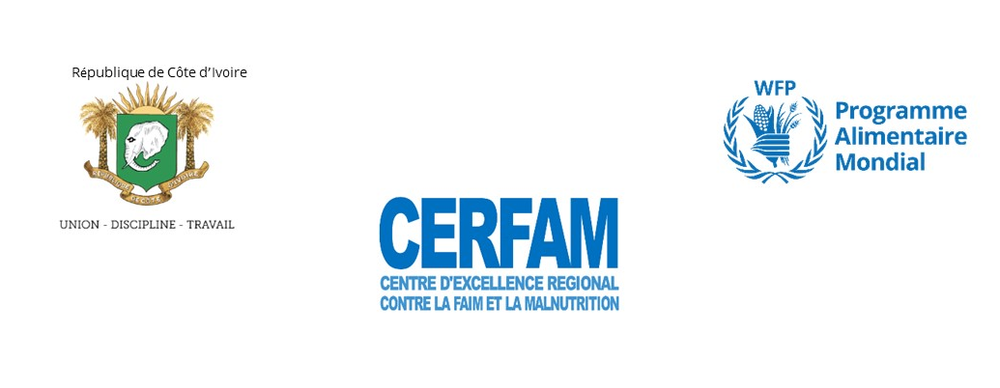 République de Côte d'Ivoire
UNION - DISCIPLINE - TRAVAIL
WFP
Programme
Alimentaire
Mondial
CERFAM
CENTRE D'EXCELLENCE REGIONAL
CONTRE LA FAIM ET LA MALNUTRITION